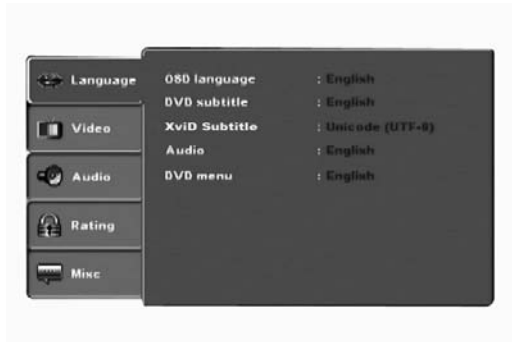 Language
Video
Audio
Rating
Misc
OSD language : English
DVD subtitle : English
XviD Subtitle : Unicode (UTF-8)
Audio : English
DVD menu : English